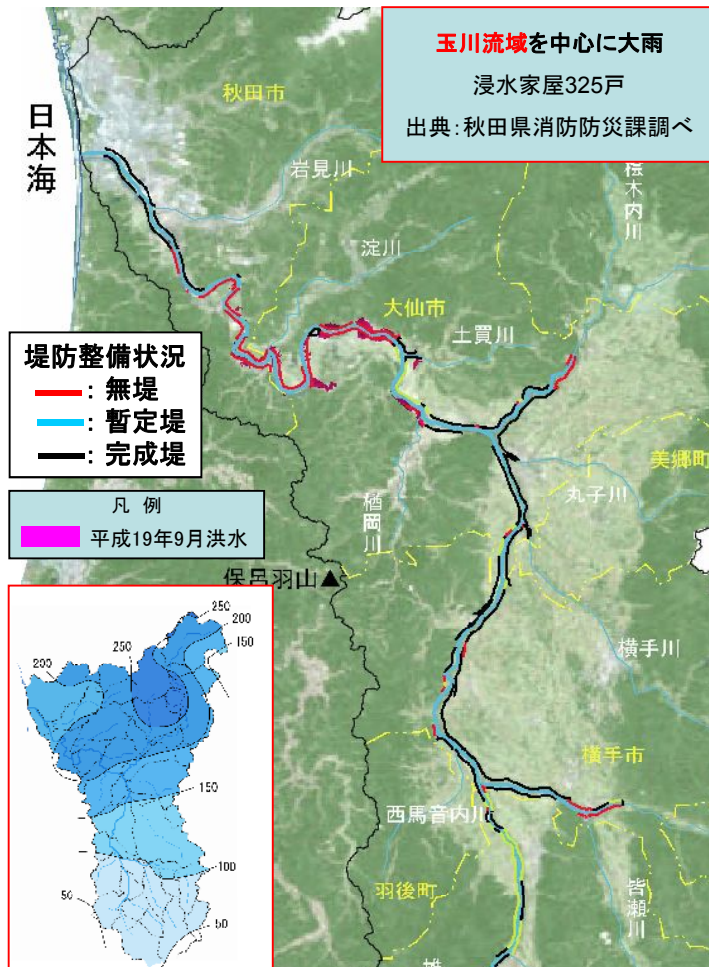 玉川流域を中心に大雨
浸水家屋325戸
出典:秋田県消防防災課調べ
秋田市
日本海
岩見川
桧木内川
淀川
大仙市
土買川
堤防整備状況
:無堤
:暫定堤
:完成堤
美郷町
丸子川
楢岡川
凡 例
平成19年9月洪水
保呂羽山▲
横手川
横手市
西馬音内川
羽後町
皆瀬川
雄
250
200
150
250
200
150
100
50
50